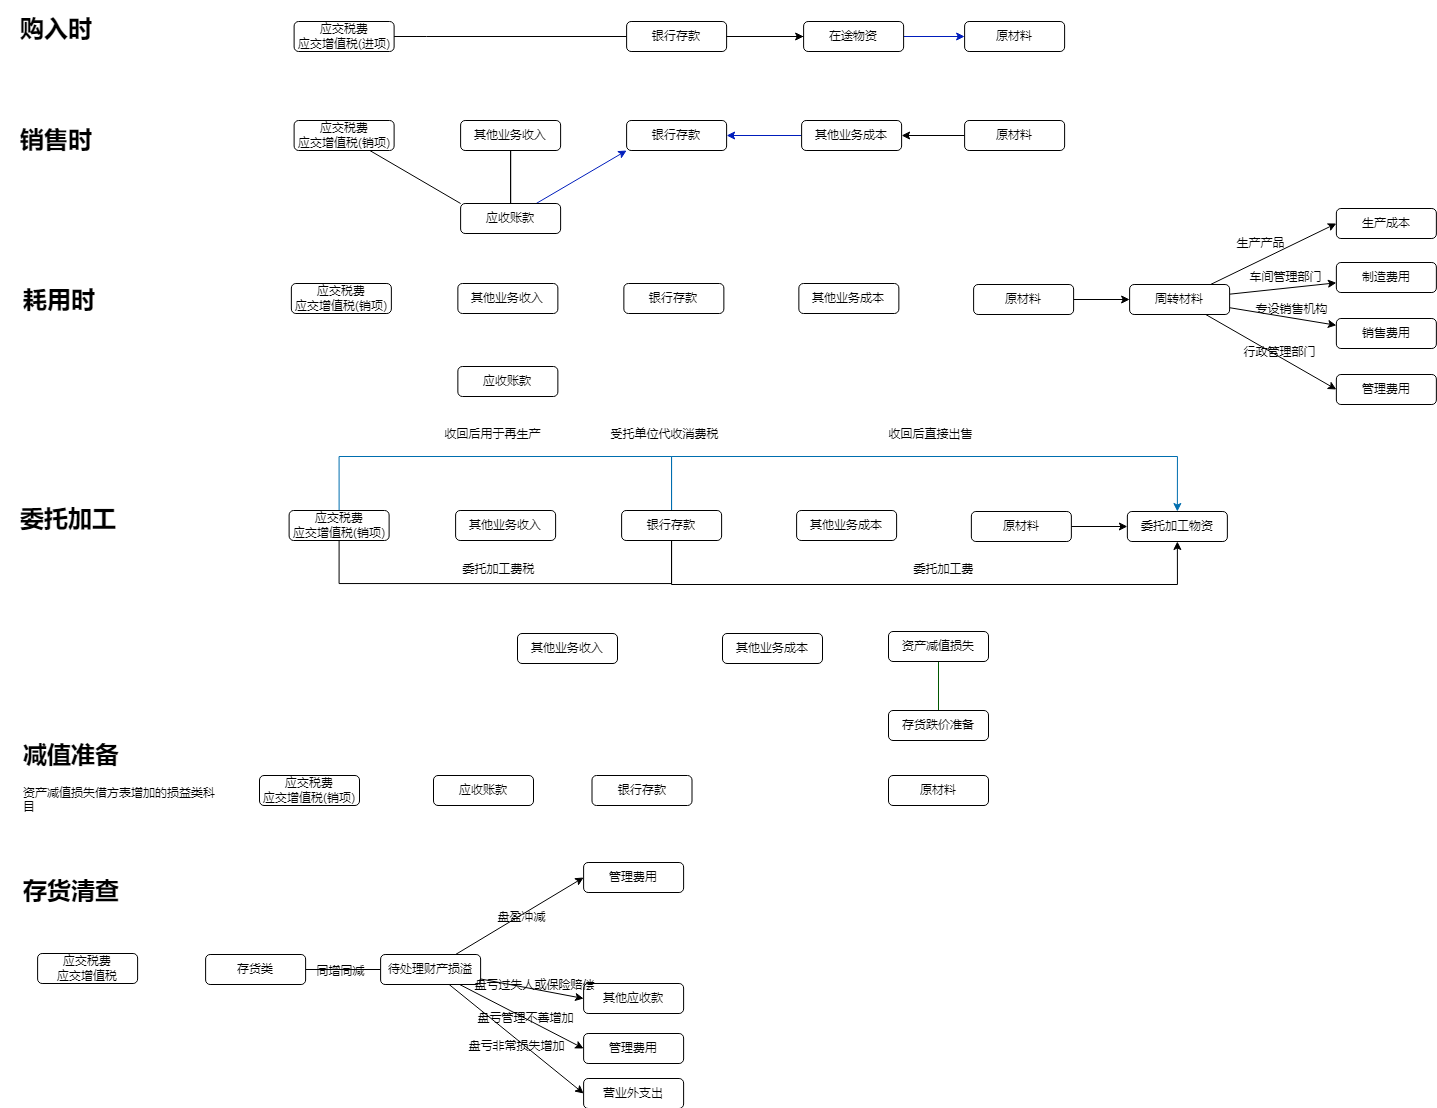 购入时
应交税费
应交增值税(进项)
银行存款
在途物资
原材料
销售时
应交税费
应交增值税(销项)
其他业务收入
银行存款
其他业务成本
原材料
应收账款
耗用时
应交税费
应交增值税(销项)
其他业务收入
银行存款
其他业务成本
原材料
周转材料
生产产品
车间管理部门
专设销售机构
行政管理部门
生产成本
制造费用
销售费用
管理费用
应收账款
收回后用于再生产
受托单位代收消费税
收回后直接出售
委托加工
应交税费
应交增值税(销项)
其他业务收入
银行存款
其他业务成本
原材料
委托加工物资
委托加工费税
委托加工费
其他业务收入
其他业务成本
资产减值损失
存货跌价准备
减值准备
资产减值损失借方表增加的损益类科
目
应交税费
应交增值税(销项)
应收账款
银行存款
原材料
存货清查
管理费用
盘盈冲减
应交税费
应交增值税
存货类
同增同减
待处理财产损溢
盘亏过失人或保险赔偿
其他应收款
盘亏管理不善增加
管理费用
盘亏非常损失增加
营业外支出